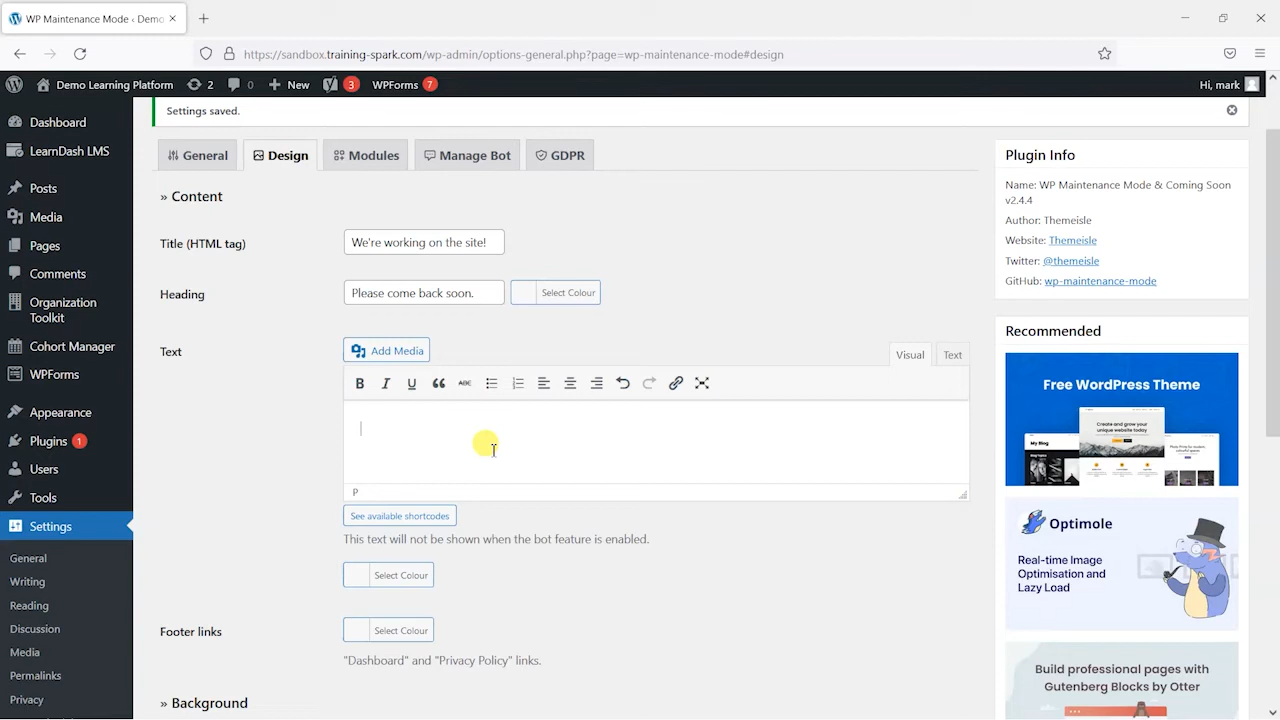 WP Maintenance Mode ‹ Demo
https://sandbox.training-spark.com/wp-admin/options-general.php?page=wp-maintenance-mode#design
Demo Learning Platform
2
0
New
3
WPForms
7
Hi, mark
Dashboard
LearnDash LMS
Posts
Media
Pages
Comments
Organization
Toolkit
Cohort Manager
WPForms
Appearance
Plugins 1
Users
Tools
Settings
General
Writing
Reading
Discussion
Media
Permalinks
Privacy
Settings saved.
General
Design
Modules
Manage Bot
GDPR
» Content
Title (HTML tag)
We're working on the site!
Heading
Please come back soon.
Select Colour
Text
Add Media
Visual
Text
B I U ABC
P
See available shortcodes
This text will not be shown when the bot feature is enabled.
Select Colour
Footer links
Select Colour
"Dashboard" and "Privacy Policy" links.
» Background
Plugin Info
Name: WP Maintenance Mode & Coming Soon
v2.4.4
Author: Themeisle
Website: Themeisle
Twitter: @themeisle
GitHub: wp-maintenance-mode
Recommended
Free WordPress Theme
Create and grow your
unique website today
My Blog
Optimole
Real-time Image
Optimisation and
Lazy Load
Build professional pages with
Gutenberg Blocks by Otter